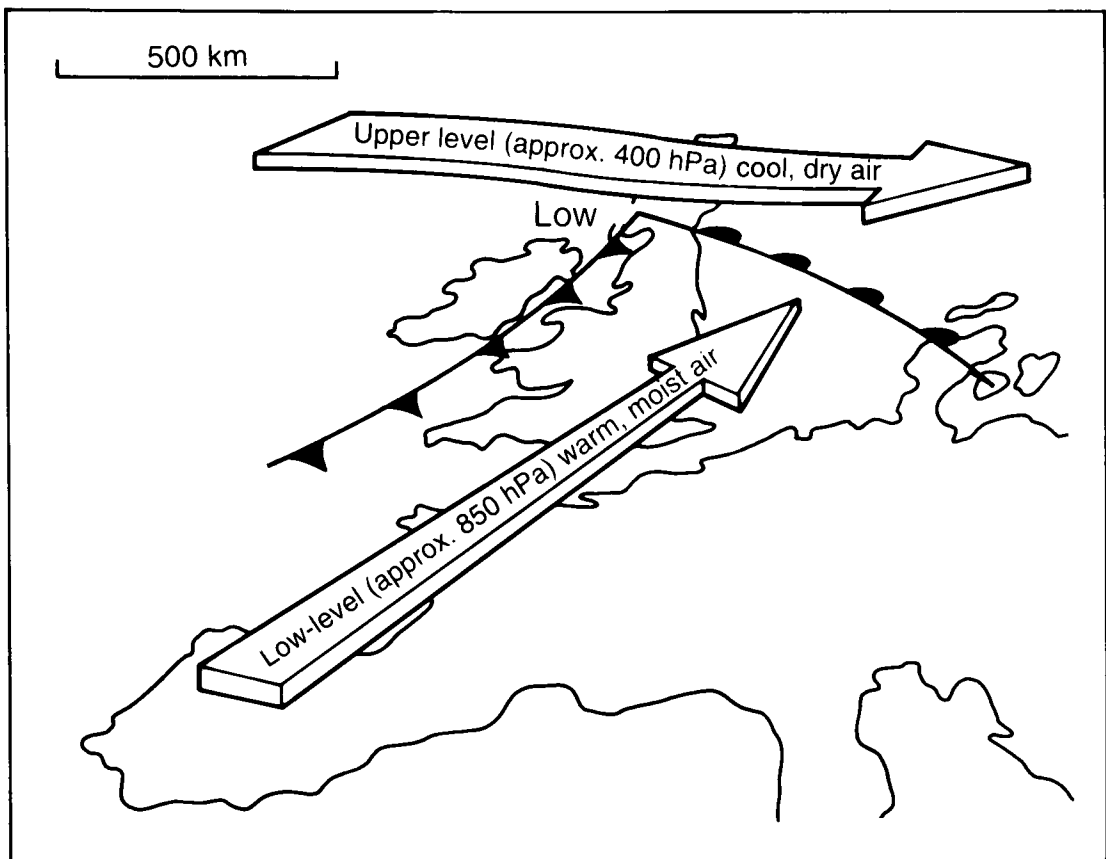 500 km
Upper level (approx. 400 hPa) cool, dry air
Low
Low-level (approx. 850 hPa) warm, moist air